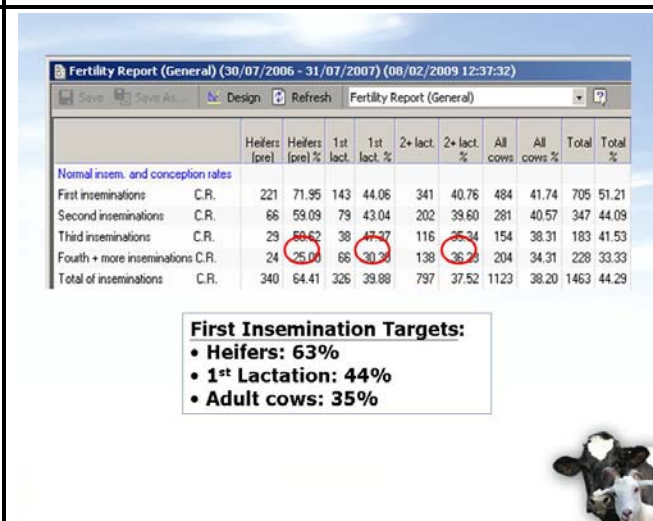 Fertility Report (General) (30/07/2006 - 31/07/2007) (08/02/2009 12:37:32)
Save Save As... Design Refresh Fertility Report (General)
Heifers (pre) Heifers (pre) % 1st lact. 1st lact. % 2+ lact. 2+ lact. % All cows All cows % Total Total %
Normal insem. and conception rates
First inseminations C.R. 221 71.95 143 44.06 341 40.76 484 41.74 705 51.21
Second inseminations C.R. 66 59.09 79 43.04 202 39.60 281 40.57 347 44.09
Third inseminations C.R. 29 58.62 38 47.37 116 35.34 154 38.31 183 41.53
Fourth + more inseminations C.R. 24 25.00 66 30.30 138 36.23 204 34.31 228 33.33
Total of inseminations C.R. 340 64.41 326 39.88 797 37.52 1123 38.20 1463 44.29
First Insemination Targets:
• Heifers: 63%
• 1st Lactation: 44%
• Adult cows: 35%